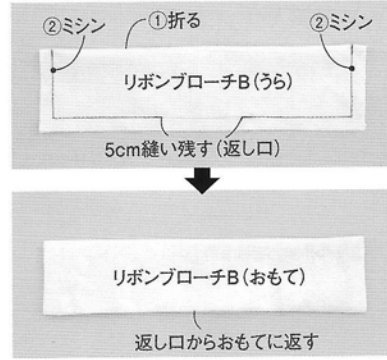 ②ミシン
①折る
②ミシン
リボンブローチB(うら)
5cm縫い残す(返し口)
リボンブローチB(おもて)
返し口からおもてに返す